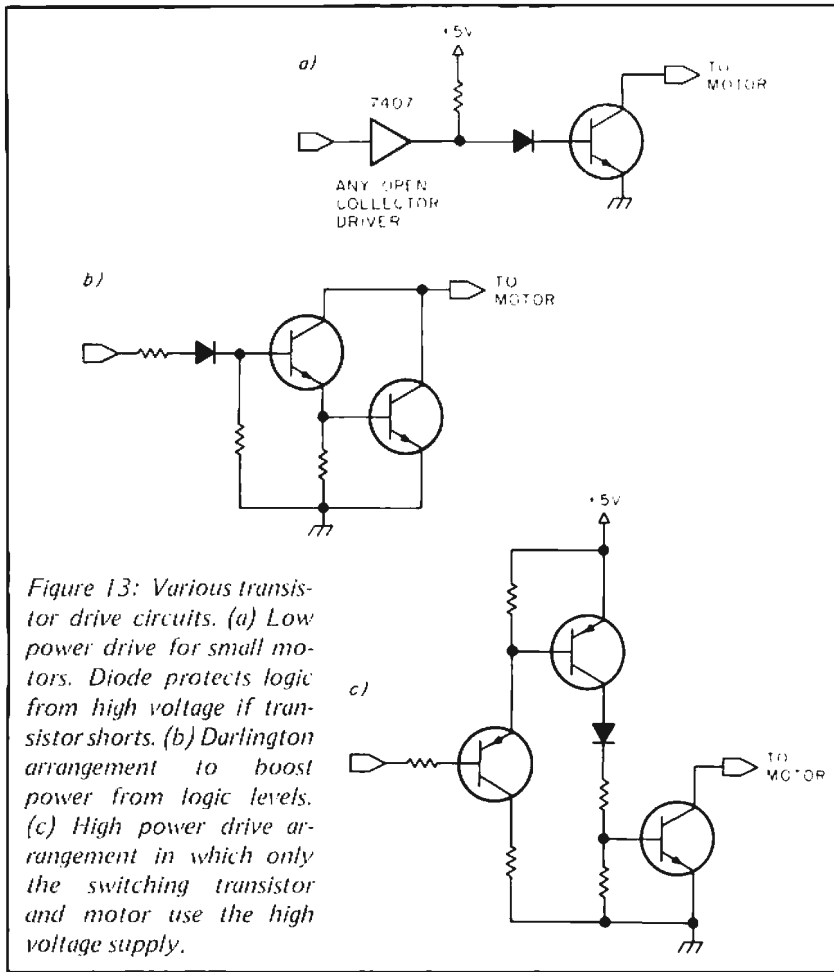 +5V
a)
TO
MOTOR
7407
ANY OPEN
COLLECTOR
DRIVER
b)
TO
MOTOR
+5V
Figure 13: Various transis-
tor drive circuits. (a) Low
power drive for small mo-
tors. Diode protects logic
from high voltage if tran-
sistor shorts. (b) Darlington
arrangement to boost
power from logic levels.
(c) High power drive ar-
rangement in which only
the switching transistor
and motor use the high
voltage supply.
c)
TO
MOTOR